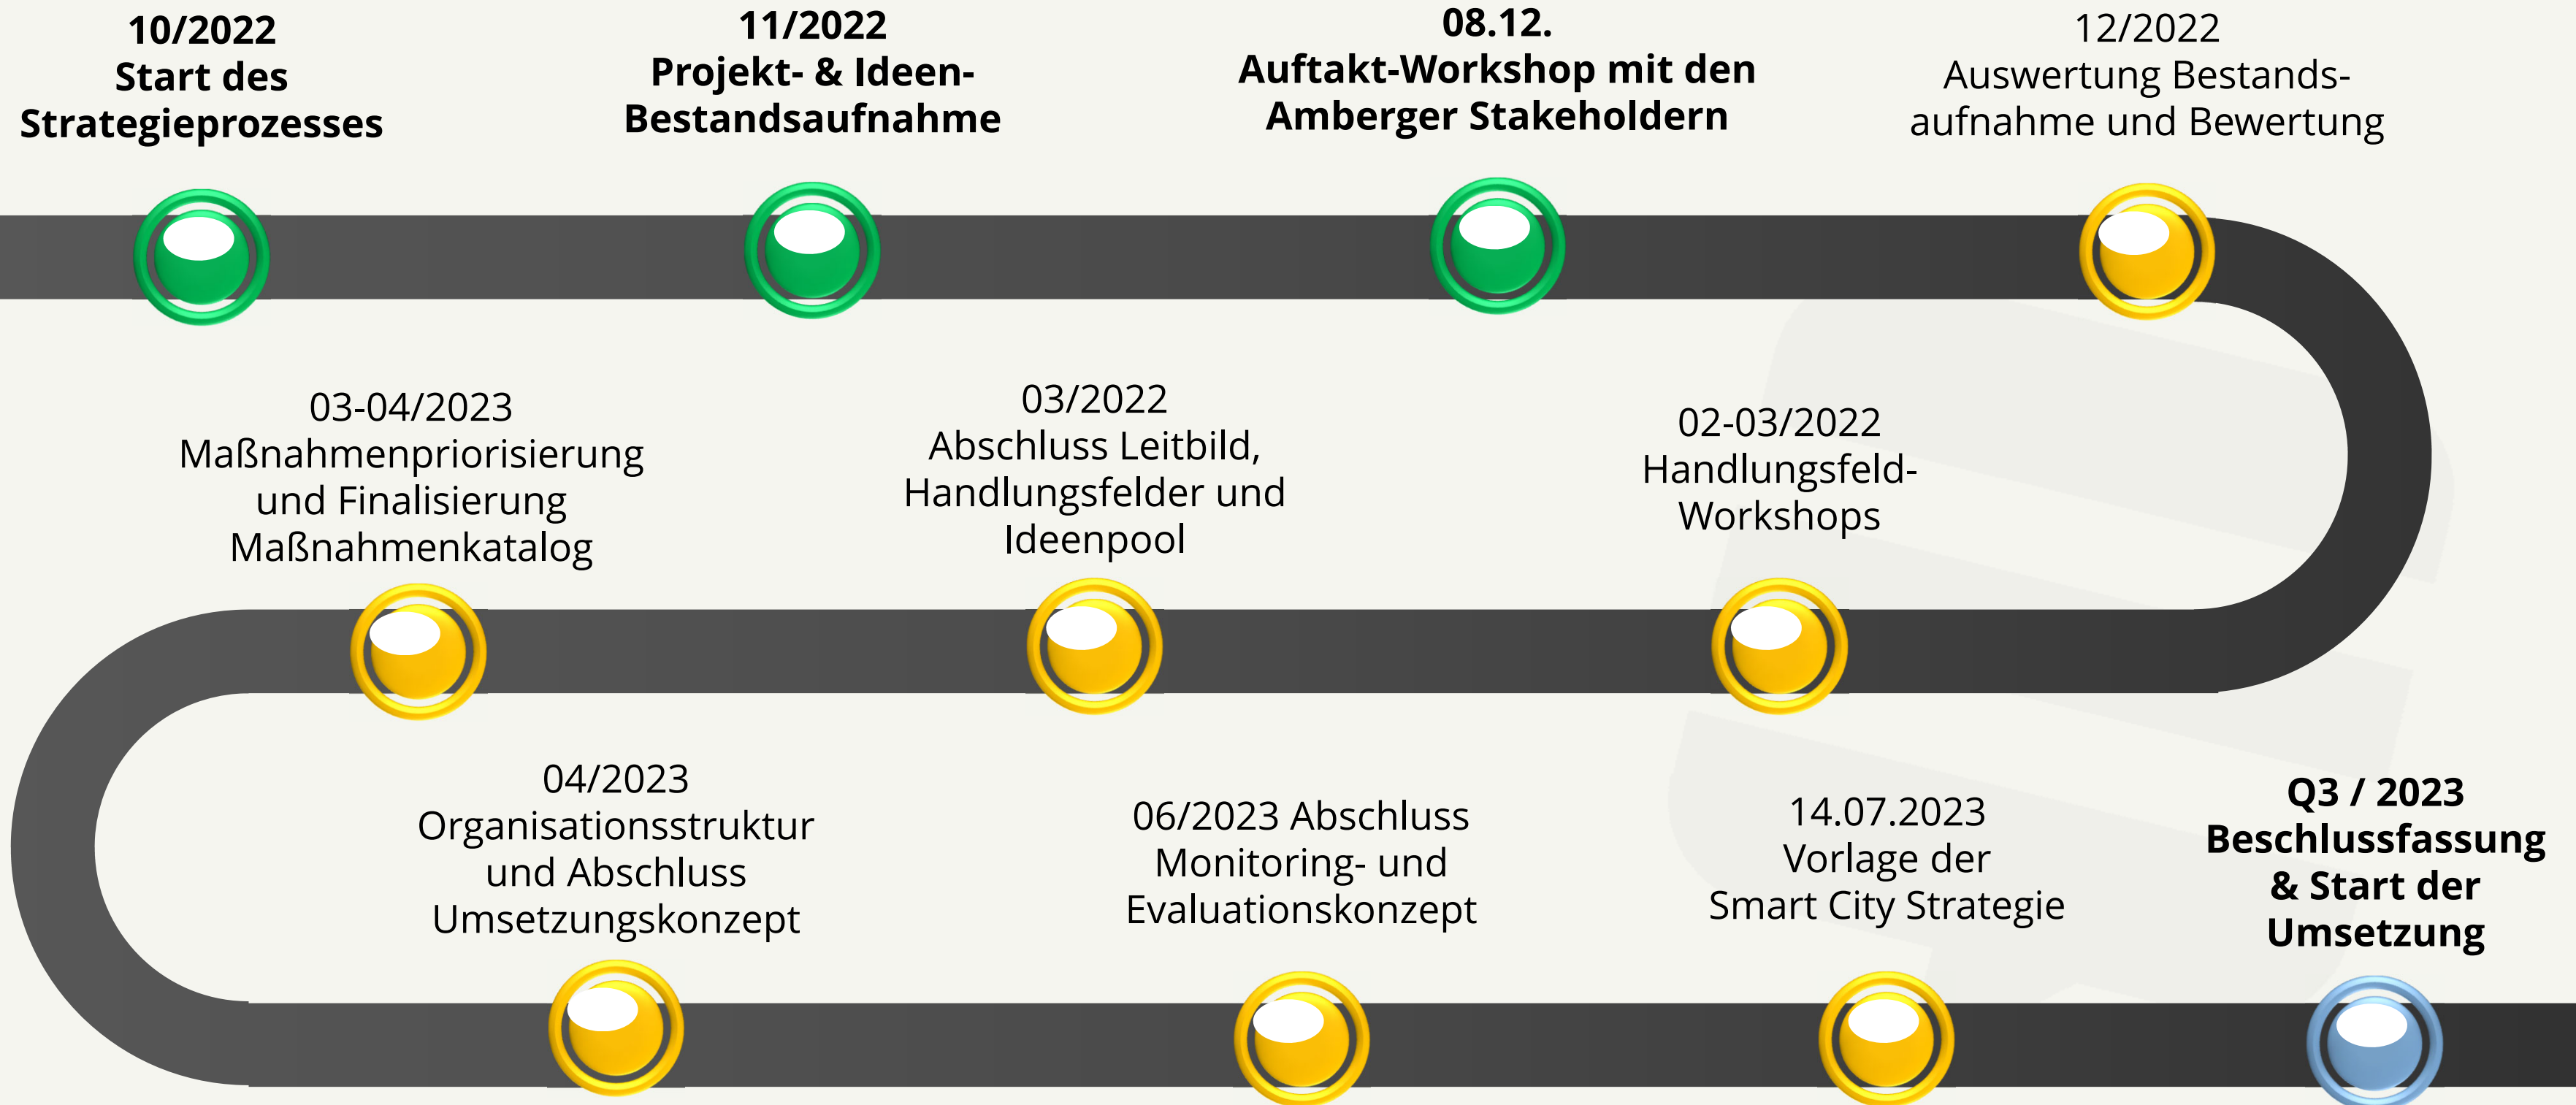 10/2022
Start des
Strategieprozesses
11/2022
Projekt- & Ideen-
Bestandsaufnahme
08.12.
Auftakt-Workshop mit den
Amberger Stakeholdern
12/2022
Auswertung Bestands-
aufnahme und Bewertung
02-03/2022
Handlungsfeld-
Workshops
03/2022
Abschluss Leitbild,
Handlungsfelder und
Ideenpool
03-04/2023
Maßnahmenpriorisierung
und Finalisierung
Maßnahmenkatalog
04/2023
Organisationsstruktur
und Abschluss
Umsetzungskonzept
06/2023 Abschluss
Monitoring- und
Evaluationskonzept
14.07.2023
Vorlage der
Smart City Strategie
Q3 / 2023
Beschlussfassung
& Start der
Umsetzung